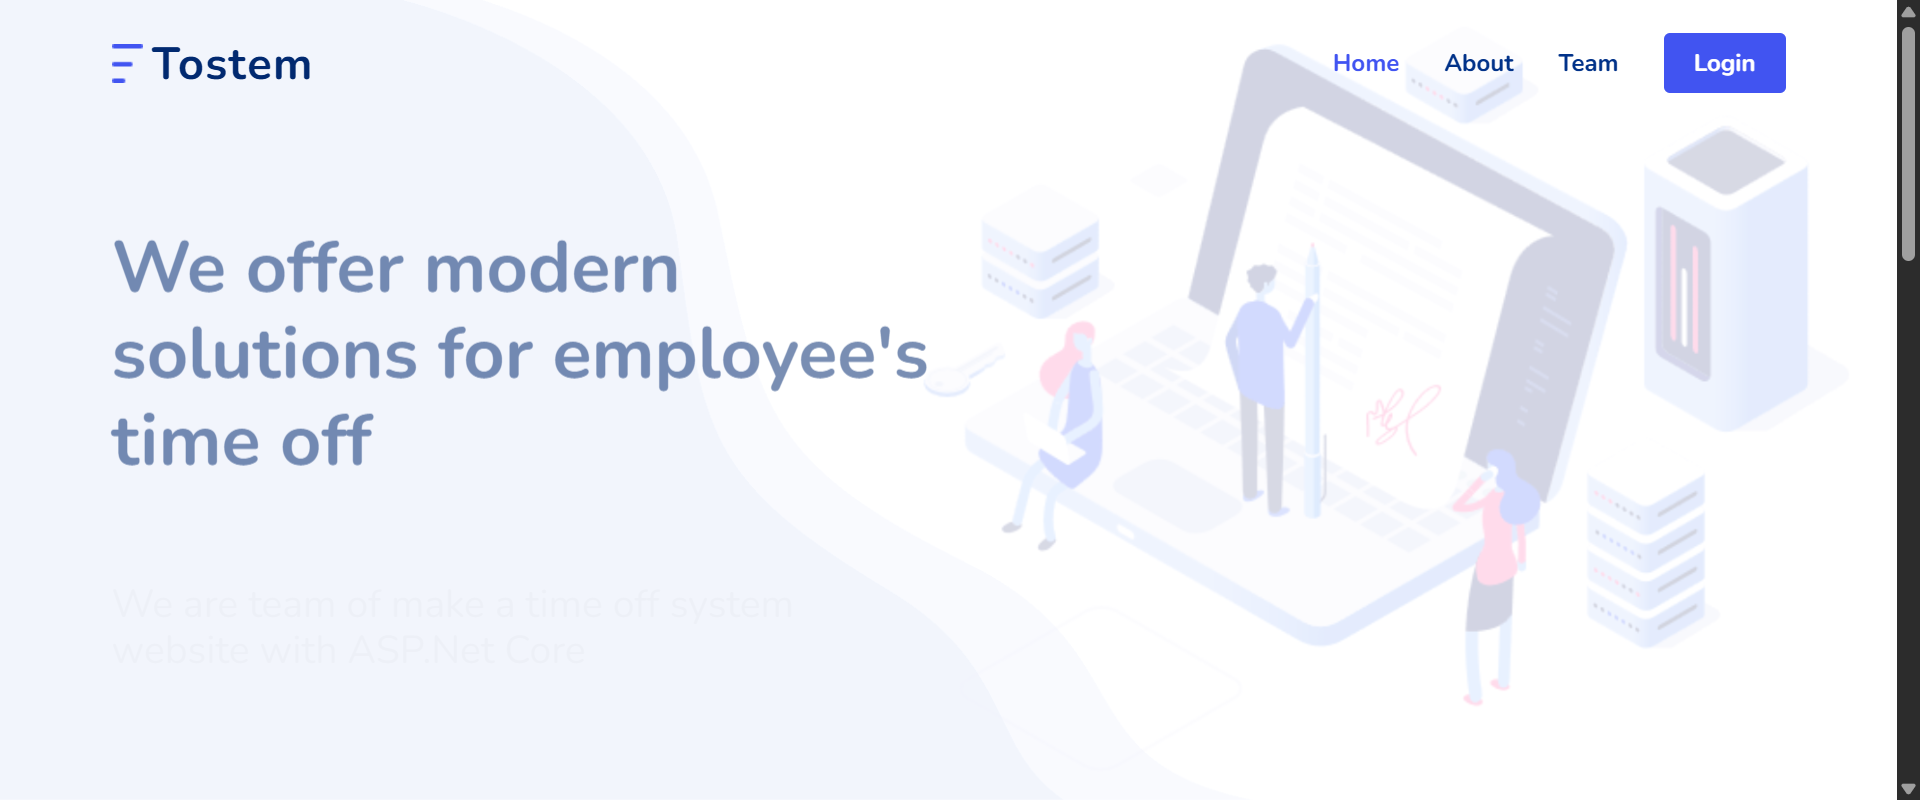 Tostem
Home About Team Login
We offer modern
solutions for employee's
time off
We are team of make a time off system
website with ASP.Net Core